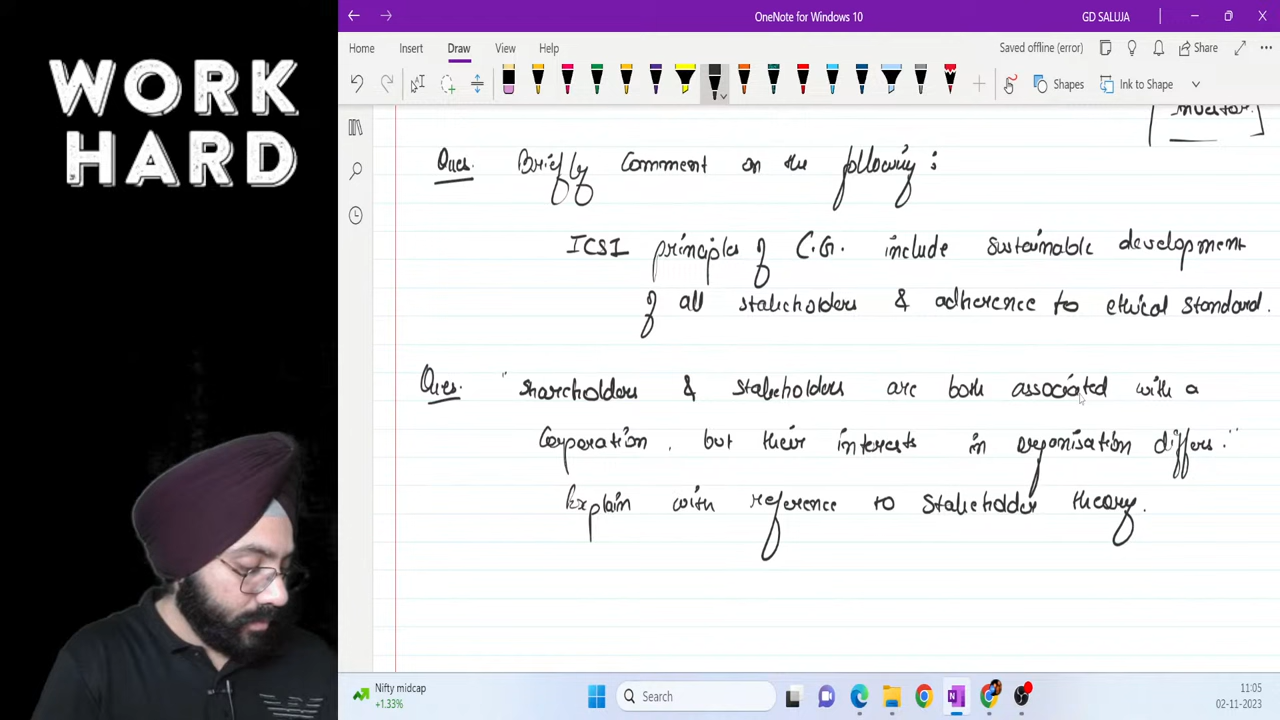 WORK
HARD
OneNote for Windows 10
GD SALUJA
Home Insert Draw View Help
Saved offline (error)
Share
Shapes
Ink to Shape
Ques. Briefly Comment on the following :
ICSI principles of C.G. include sustainable development
of all stakeholders & adherence to ethical standard.
Ques. "Shareholders & stakeholders are both associated with a
Corporation, but their interests in organisation differs."
Explain with reference to Stakeholder theory.
Nifty midcap
+1.33%
Search
11:05
02-11-2023